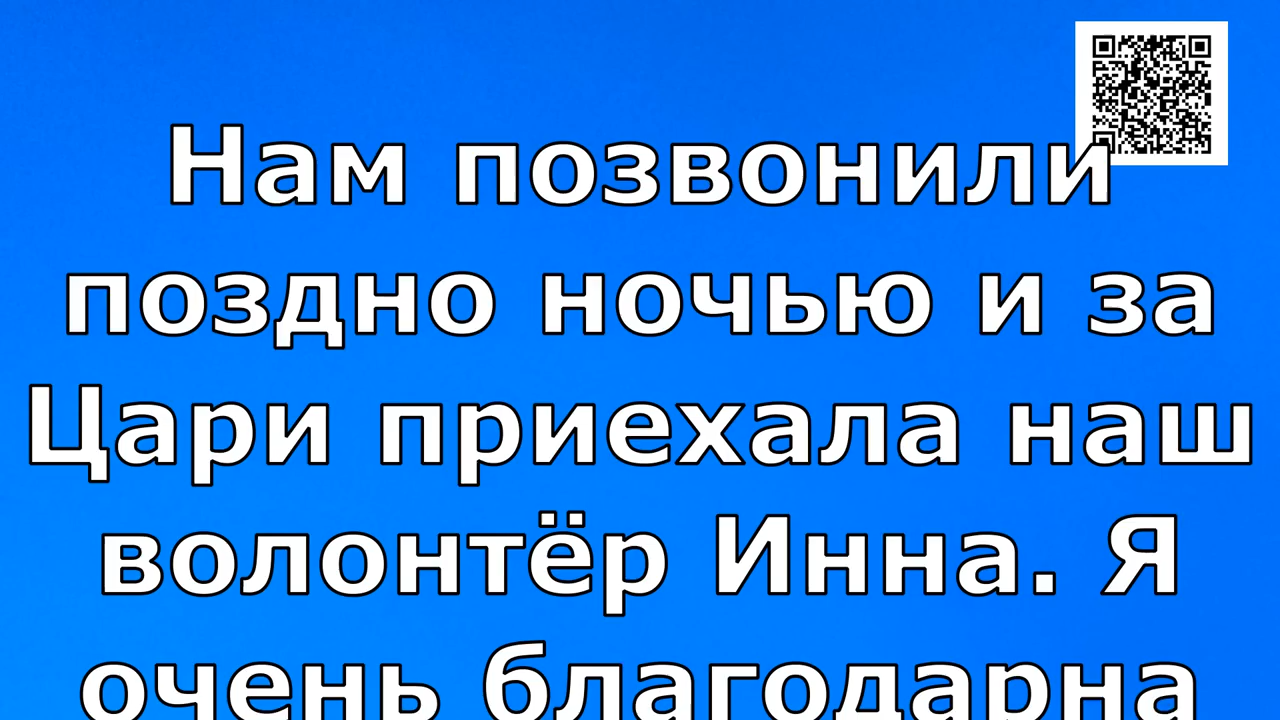 Нам позвонили
поздно ночью и за
Цари приехала наш
волонтёр Инна. Я
очень благодарна